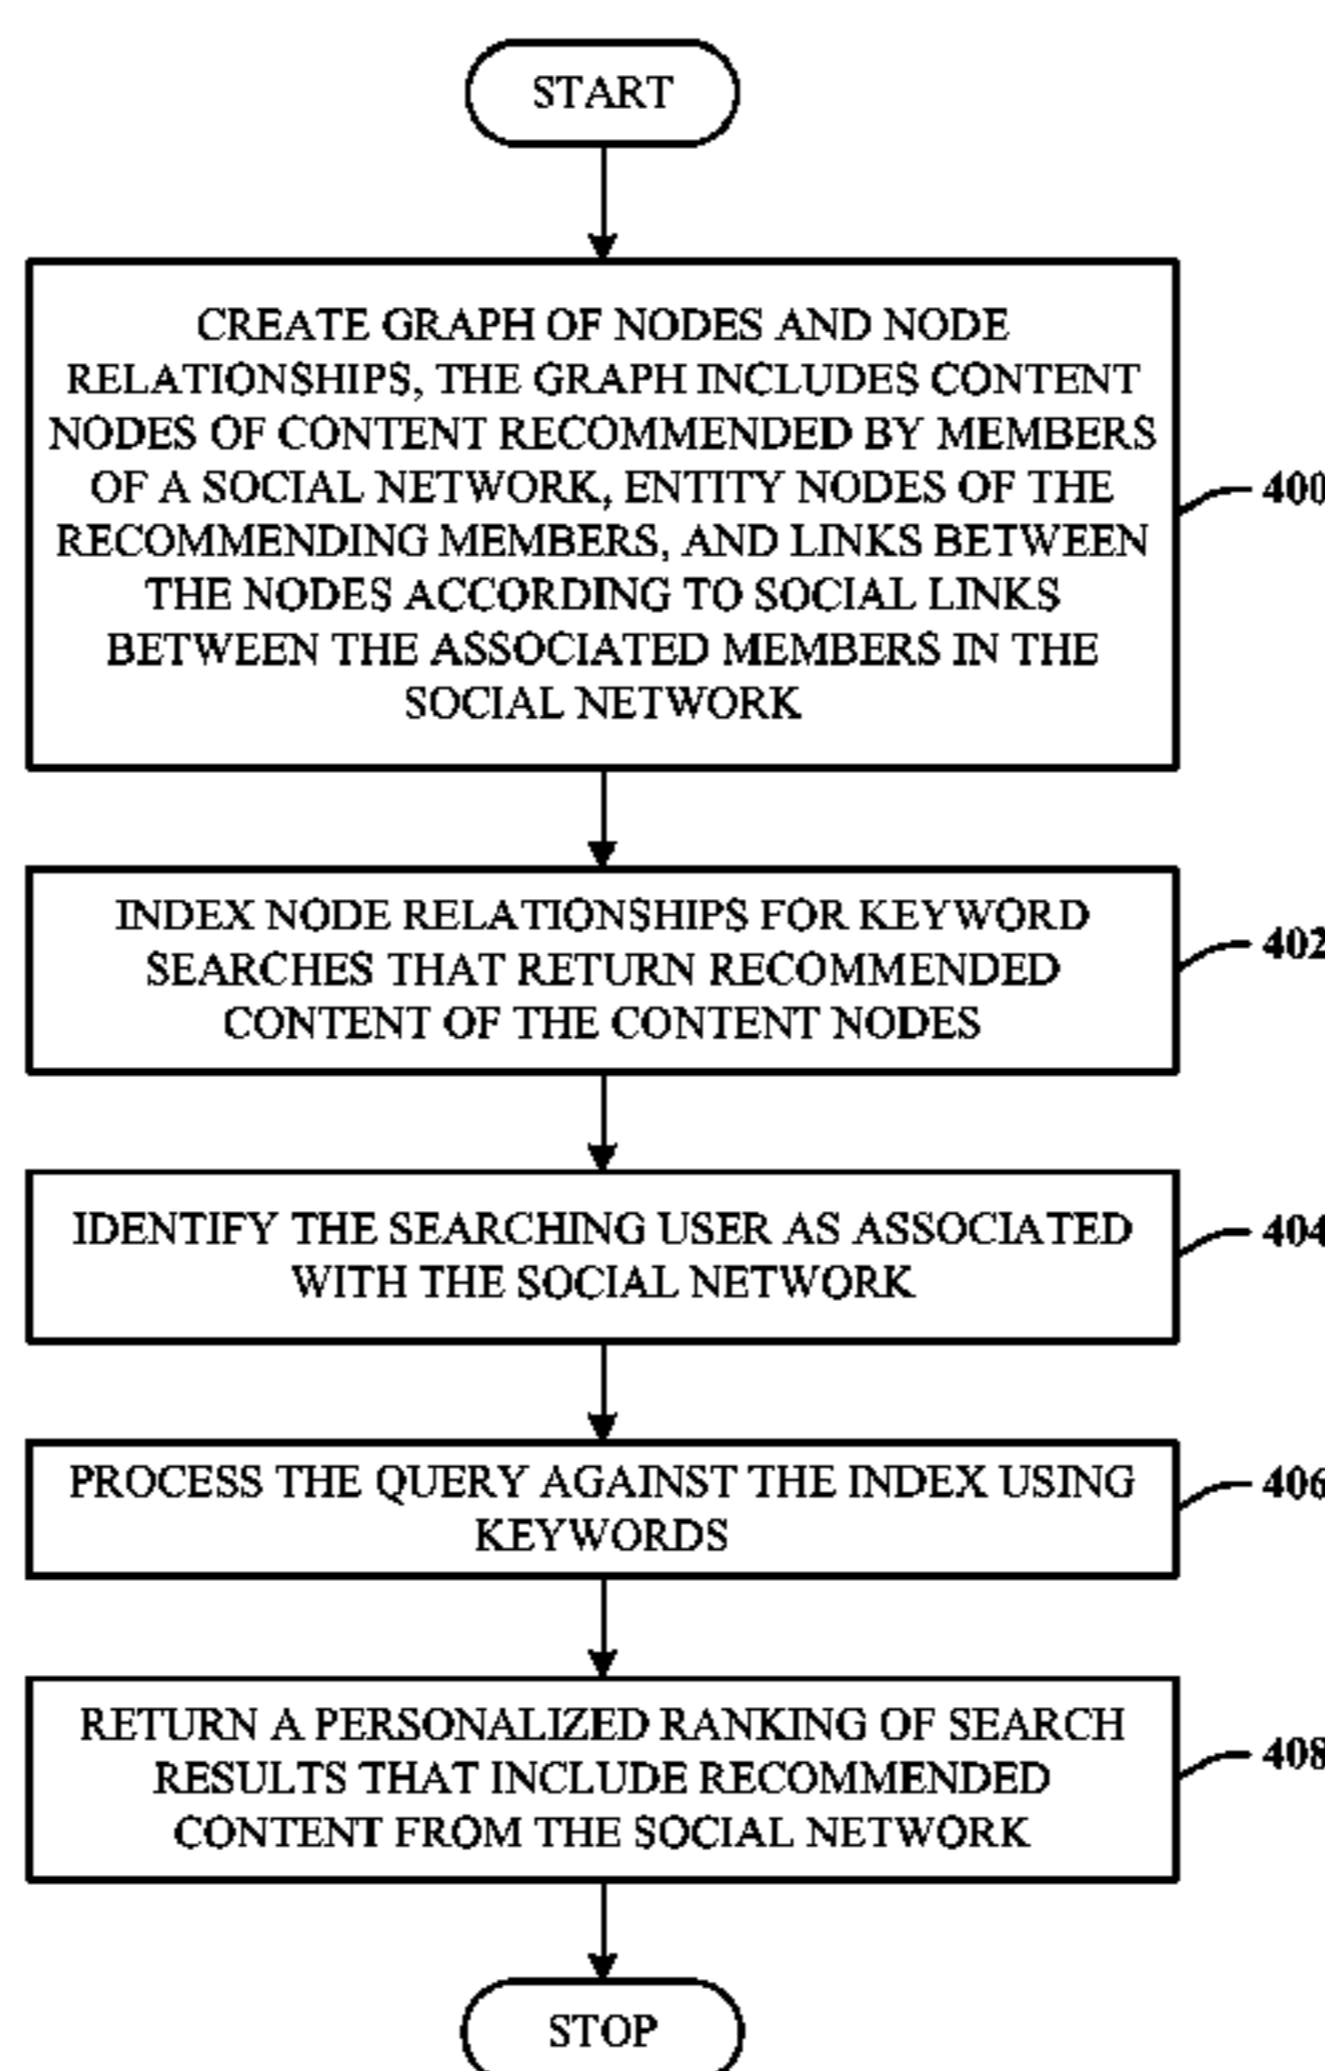 START
CREATE GRAPH OF NODES AND NODE
RELATIONSHIPS, THE GRAPH INCLUDES CONTENT
NODES OF CONTENT RECOMMENDED BY MEMBERS
OF A SOCIAL NETWORK, ENTITY NODES OF THE
RECOMMENDING MEMBERS, AND LINKS BETWEEN
THE NODES ACCORDING TO SOCIAL LINKS
BETWEEN THE ASSOCIATED MEMBERS IN THE
SOCIAL NETWORK
400
INDEX NODE RELATIONSHIPS FOR KEYWORD
SEARCHES THAT RETURN RECOMMENDED
CONTENT OF THE CONTENT NODES
402
IDENTIFY THE SEARCHING USER AS ASSOCIATED
WITH THE SOCIAL NETWORK
404
PROCESS THE QUERY AGAINST THE INDEX USING
KEYWORDS
406
RETURN A PERSONALIZED RANKING OF SEARCH
RESULTS THAT INCLUDE RECOMMENDED
CONTENT FROM THE SOCIAL NETWORK
408
STOP